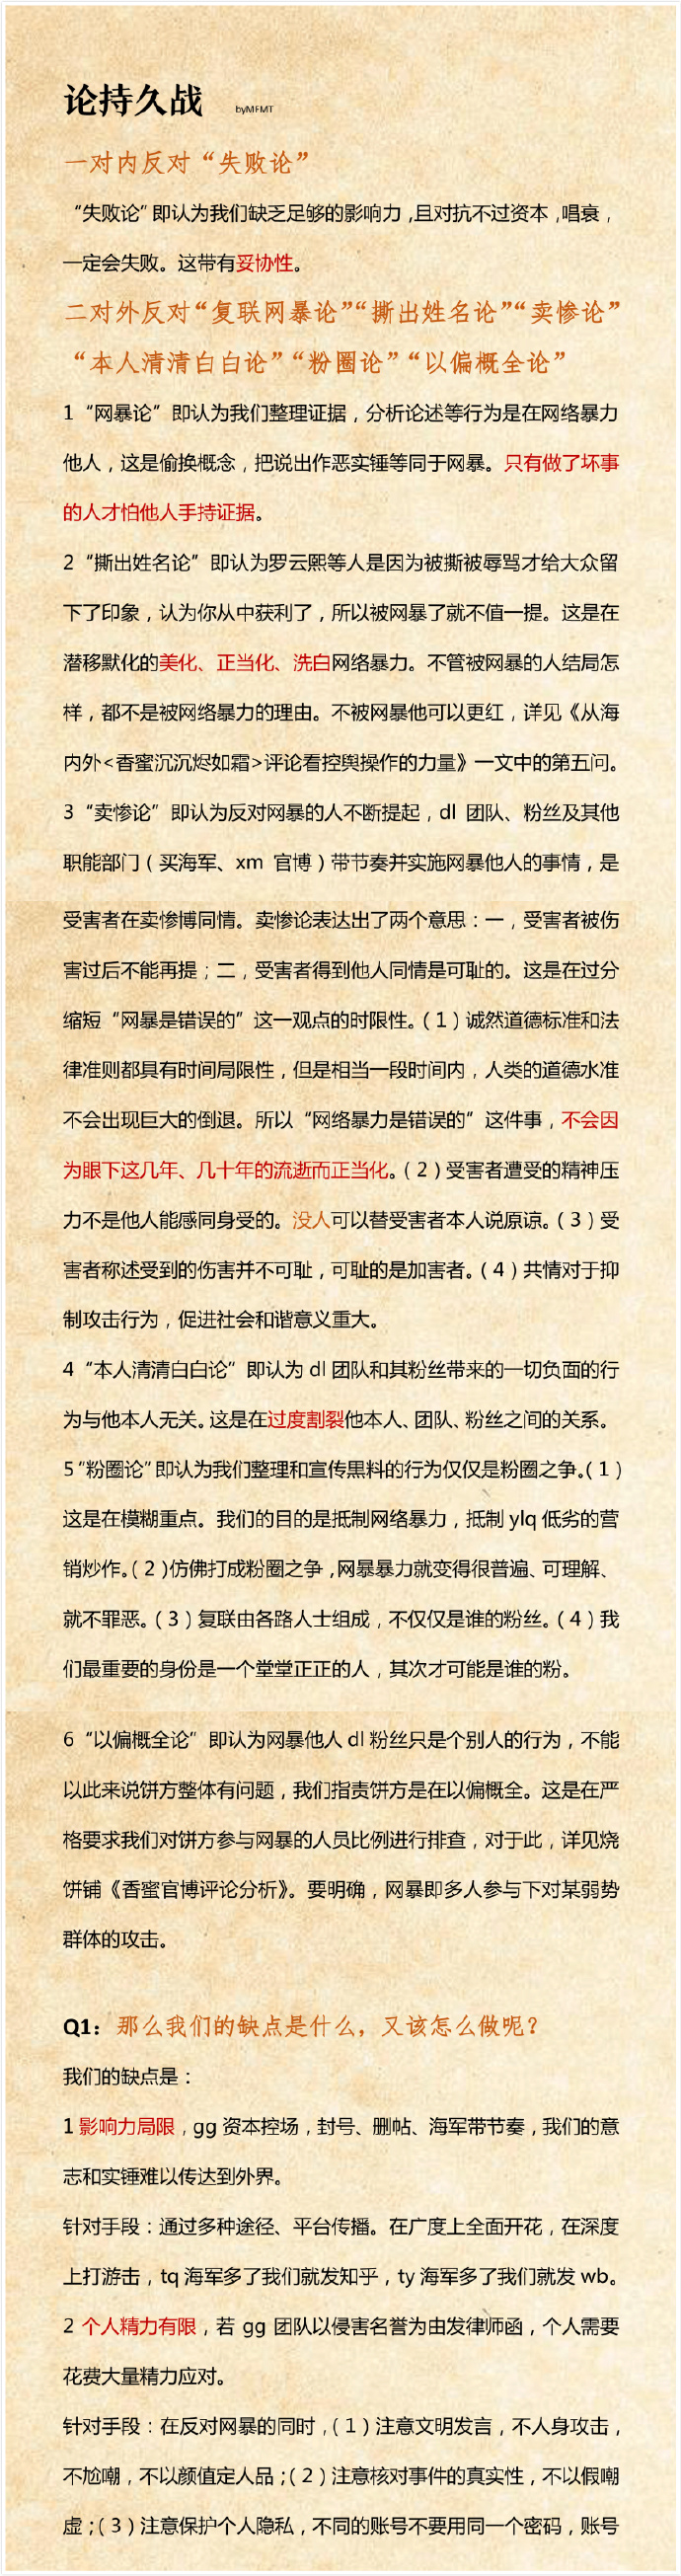 论持久战 byMFMT
一对内反对“失败论”
“失败论”即认为我们缺乏足够的影响力,且对抗不过资本,唱衰,
一定会失败。这带有妥协性。
二对外反对“复联网暴论”“撕出姓名论”“卖惨论”
“本人清清白白论”“粉圈论”“以偏概全论”
1“网暴论”即认为我们整理证据，分析论述等行为是在网络暴力
他人，这是偷换概念，把说出作恶实锤等同于网暴。只有做了坏事
的人才怕他人手持证据。
2“撕出姓名论”即认为罗云熙等人是因为被撕被辱骂才给大众留
下了印象，认为你从中获利了，所以被网暴了就不值一提。这是在
潜移默化的美化、正当化、洗白网络暴力。不管被网暴的人结局怎
样，都不是被网络暴力的理由。不被网暴他可以更红，详见《从海
内外<香蜜沉沉烬如霜>评论看控舆操作的力量》一文中的第五问。
3“卖惨论”即认为反对网暴的人不断提起，dl 团队、粉丝及其他
职能部门（买海军、xm 官博）带节奏并实施网暴他人的事情，是
受害者在卖惨博同情。卖惨论表达出了两个意思：一，受害者被伤
害过后不能再提；二，受害者得到他人同情是可耻的。这是在过分
缩短“网暴是错误的”这一观点的时限性。（1）诚然道德标准和法
律准则都具有时间局限性，但是相当一段时间内，人类的道德水准
不会出现巨大的倒退。所以“网络暴力是错误的”这件事，不会因
为眼下这几年、几十年的流逝而正当化。（2）受害者遭受的精神压
力不是他人能感同身受的。没人可以替受害者本人说原谅。（3）受
害者称述受到的伤害并不可耻，可耻的是加害者。（4）共情对于抑
制攻击行为，促进社会和谐意义重大。
4“本人清清白白论”即认为 dl 团队和其粉丝带来的一切负面的行
为与他本人无关。这是在过度割裂他本人、团队、粉丝之间的关系。
5“粉圈论”即认为我们整理和宣传黑料的行为仅仅是粉圈之争。（1）
这是在模糊重点。我们的目的是抵制网络暴力，抵制 ylq 低劣的营
销炒作。（2）仿佛打成粉圈之争，网暴暴力就变得很普遍、可理解、
就不罪恶。（3）复联由各路人士组成，不仅仅是谁的粉丝。（4）我
们最重要的身份是一个堂堂正正的人，其次才可能是谁的粉。
6“以偏概全论”即认为网暴他人 dl 粉丝只是个别人的行为，不能
以此来说饼方整体有问题，我们指责饼方是在以偏概全。这是在严
格要求我们对饼方参与网暴的人员比例进行排查，对于此，详见烧
饼铺《香蜜官博评论分析》。要明确，网暴即多人参与下对某弱势
群体的攻击。
Q1：那么我们的缺点是什么，又该怎么做呢？
我们的缺点是：
1 影响力局限，gg 资本控场，封号、删帖、海军带节奏，我们的意
志和实锤难以传达到外界。
针对手段：通过多种途径、平台传播。在广度上全面开花，在深度
上打游击，tq 海军多了我们就发知乎，ty 海军多了我们就发 wb。
2 个人精力有限，若 gg 团队以侵害名誉为由发律师函，个人需要
花费大量精力应对。
针对手段：在反对网暴的同时，（1）注意文明发言，不人身攻击，
不尬嘲，不以颜值定人品；（2）注意核对事件的真实性，不以假嘲
虚；（3）注意保护个人隐私，不同的账号不要用同一个密码，账号